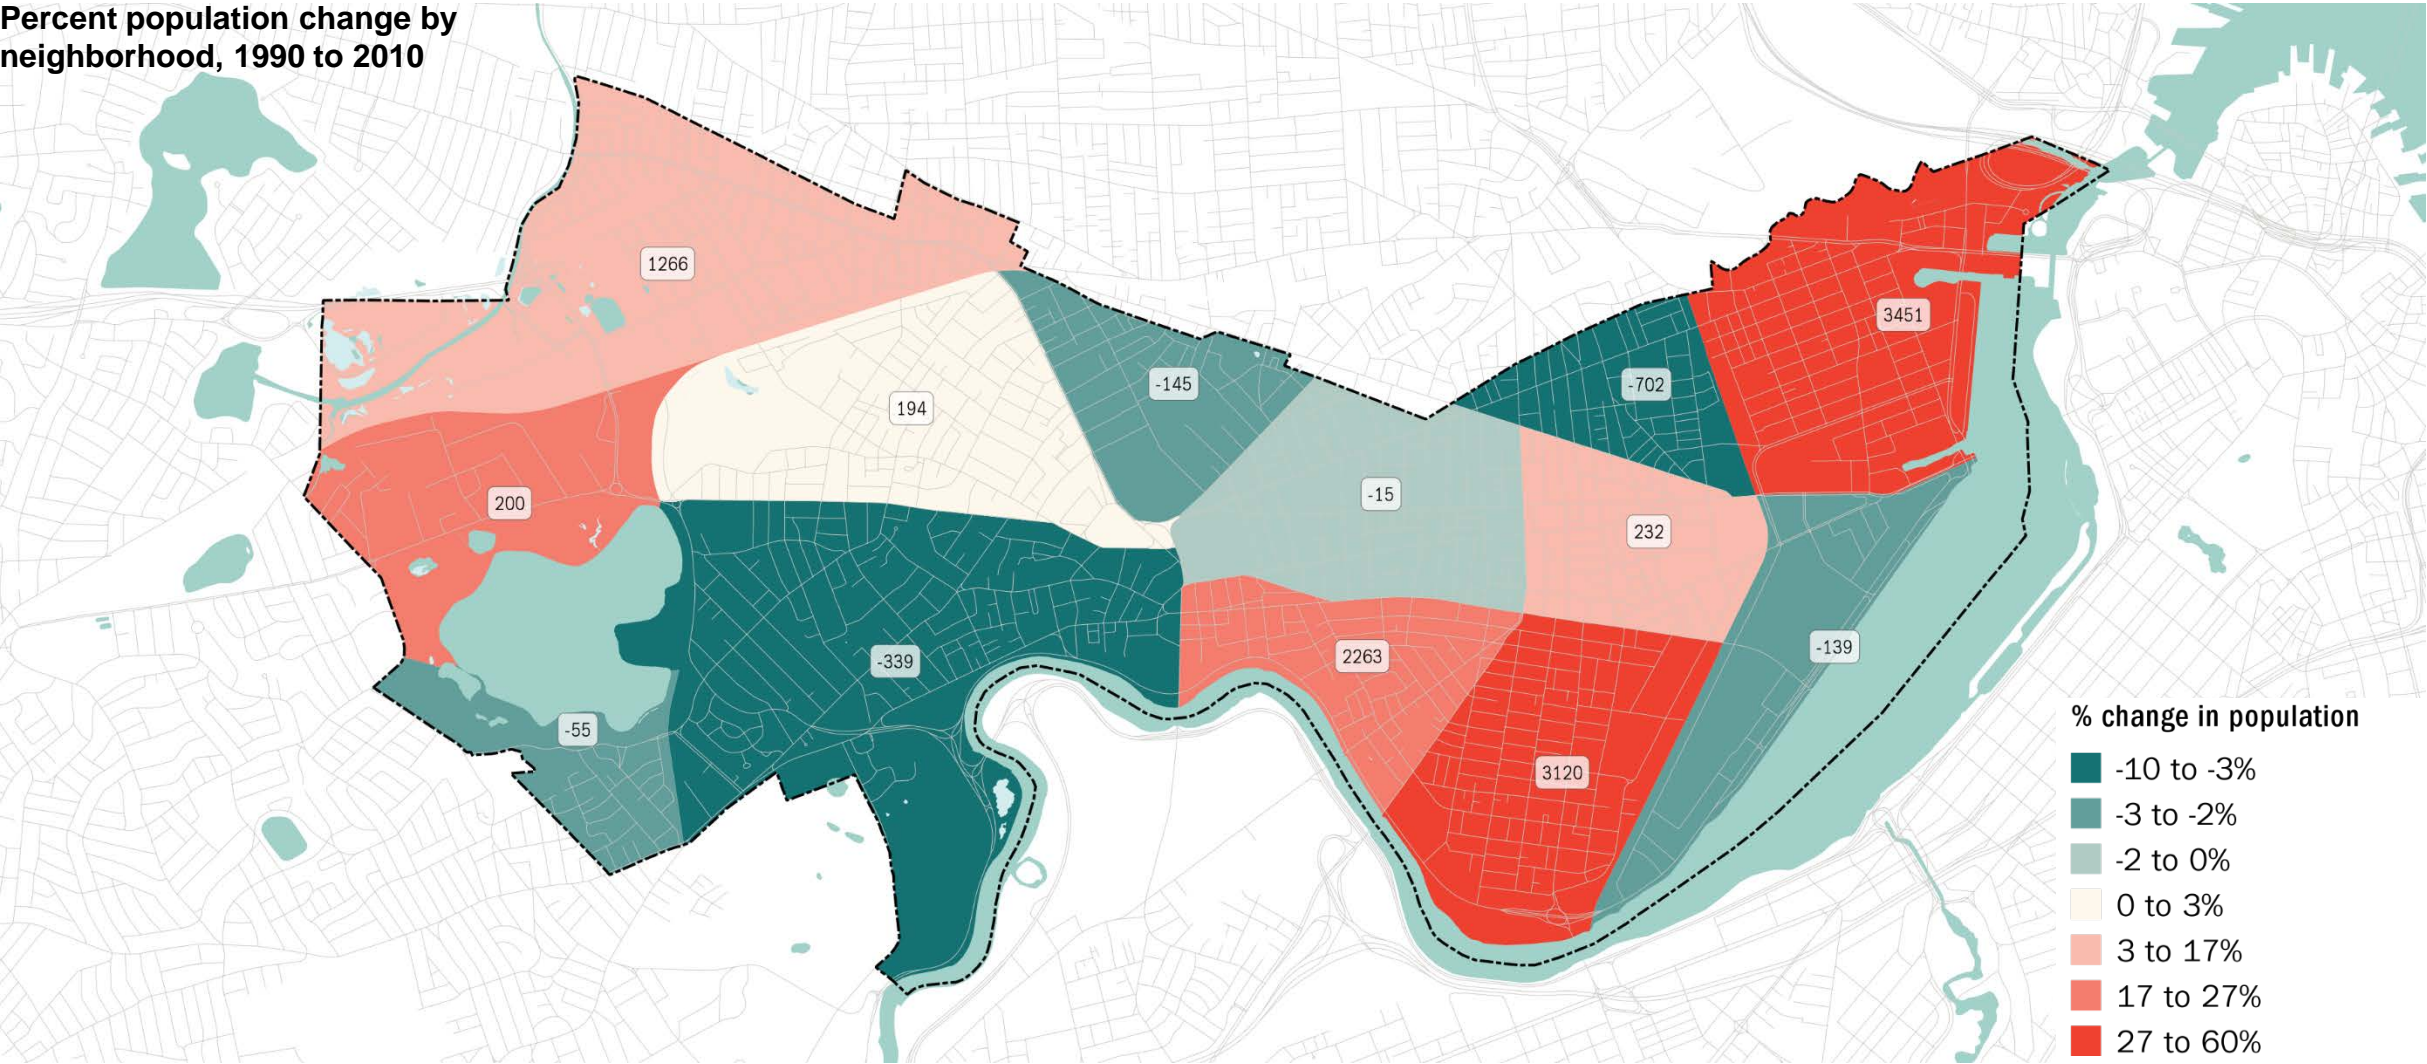 Percent population change by
neighborhood, 1990 to 2010
1266
3451
-702
-145
194
-15
200
232
-139
2263
-339
-55
3120
% change in population
-10 to -3%
-3 to -2%
-2 to 0%
0 to 3%
3 to 17%
17 to 27%
27 to 60%